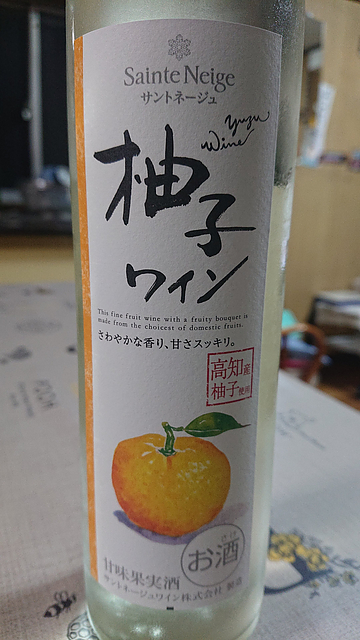 Sainte Neige
サントネージュ
Yuzu
Wine
柚子
ワイン
This fine fruit wine with a fruity bouquet is
made from the choicest of domestic fruits.
さわやかな香り、甘さスッキリ。
高知産
柚子使用
お酒
甘味果実酒
サントネージュワイン株式会社 製造